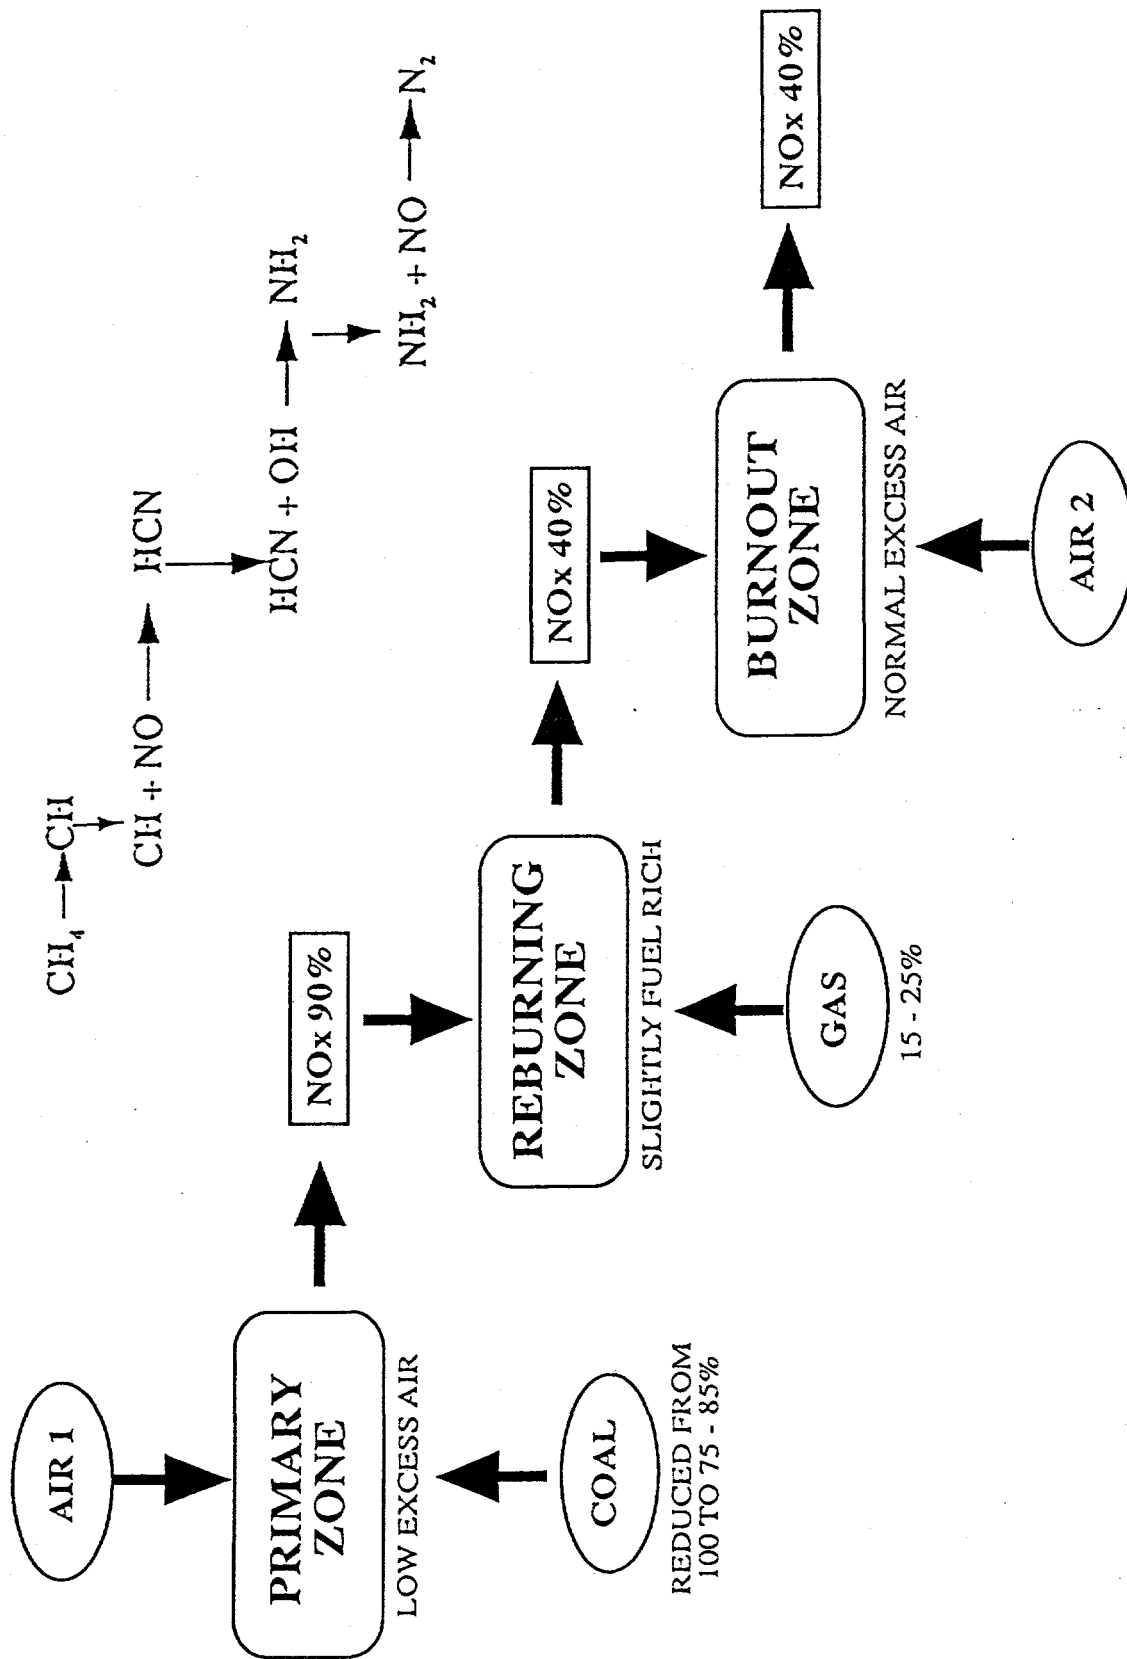 CH₄ → CH
CH + NO → HCN
HCN + OH → NH₂
NH₂ + NO → N₂
AIR 1
PRIMARY
ZONE
LOW EXCESS AIR
COAL
REDUCED FROM
100 TO 75 - 85%
NOx 90%
REBURNING
ZONE
SLIGHTLY FUEL RICH
GAS
15 - 25%
NOx 40%
BURNOUT
ZONE
NORMAL EXCESS AIR
AIR 2
NOx 40%